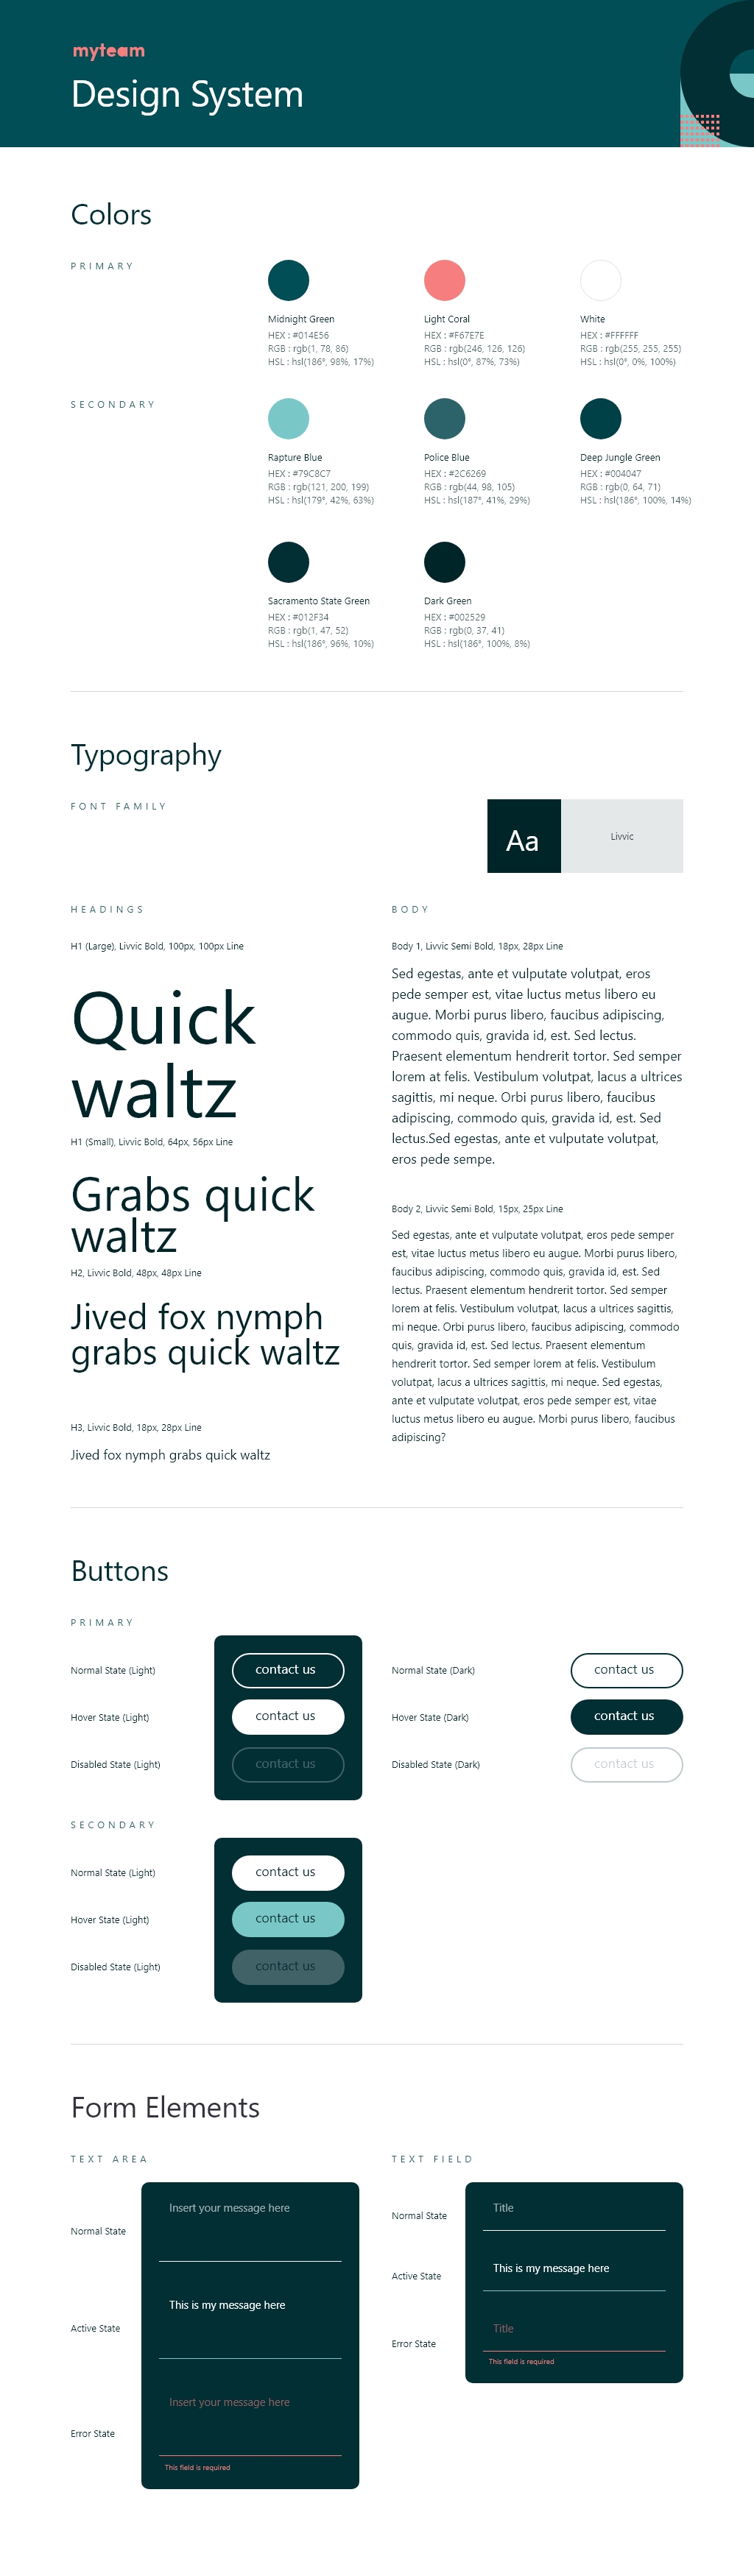 myteam
Design System
Colors
PRIMARY
Midnight Green
HEX : #014E56
RGB : rgb(1, 78, 86)
HSL : hsl(186°, 98%, 17%)
Light Coral
HEX : #F67E7E
RGB : rgb(246, 126, 126)
HSL : hsl(0°, 87%, 73%)
White
HEX : #FFFFFF
RGB : rgb(255, 255, 255)
HSL : hsl(0°, 0%, 100%)
SECONDARY
Rapture Blue
HEX : #79C8C7
RGB : rgb(121, 200, 199)
HSL : hsl(179°, 42%, 63%)
Police Blue
HEX : #2C6269
RGB : rgb(44, 98, 105)
HSL : hsl(187°, 41%, 29%)
Deep Jungle Green
HEX : #004047
RGB : rgb(0, 64, 71)
HSL : hsl(186°, 100%, 14%)
Sacramento State Green
HEX : #012F34
RGB : rgb(1, 47, 52)
HSL : hsl(186°, 96%, 10%)
Dark Green
HEX : #002529
RGB : rgb(0, 37, 41)
HSL : hsl(186°, 100%, 8%)
Typography
FONT FAMILY
Aa
Livvic
HEADINGS
H1 (Large), Livvic Bold, 100px, 100px Line
Quick
waltz
H1 (Small), Livvic Bold, 64px, 56px Line
Grabs quick
waltz
H2, Livvic Bold, 48px, 48px Line
Jived fox nymph
grabs quick waltz
H3, Livvic Bold, 18px, 28px Line
Jived fox nymph grabs quick waltz
BODY
Body 1, Livvic Semi Bold, 18px, 28px Line
Sed egestas, ante et vulputate volutpat, eros
pede semper est, vitae luctus metus libero eu
augue. Morbi purus libero, faucibus adipiscing,
commodo quis, gravida id, est. Sed lectus.
Praesent elementum hendrerit tortor. Sed semper
lorem at felis. Vestibulum volutpat, lacus a ultrices
sagittis, mi neque. Orbi purus libero, faucibus
adipiscing, commodo quis, gravida id, est. Sed
lectus.Sed egestas, ante et vulputate volutpat,
eros pede sempe.
Body 2, Livvic Semi Bold, 15px, 25px Line
Sed egestas, ante et vulputate volutpat, eros pede semper
est, vitae luctus metus libero eu augue. Morbi purus libero,
faucibus adipiscing, commodo quis, gravida id, est. Sed
lectus. Praesent elementum hendrerit tortor. Sed semper
lorem at felis. Vestibulum volutpat, lacus a ultrices sagittis,
mi neque. Orbi purus libero, faucibus adipiscing, commodo
quis, gravida id, est. Sed lectus. Praesent elementum
hendrerit tortor. Sed semper lorem at felis. Vestibulum
volutpat, lacus a ultrices sagittis, mi neque. Sed egestas,
ante et vulputate volutpat, eros pede semper est, vitae
luctus metus libero eu augue. Morbi purus libero, faucibus
adipiscing?
Buttons
PRIMARY
Normal State (Light)
contact us
Hover State (Light)
contact us
Disabled State (Light)
contact us
Normal State (Dark)
contact us
Hover State (Dark)
contact us
Disabled State (Dark)
contact us
SECONDARY
Normal State (Light)
contact us
Hover State (Light)
contact us
Disabled State (Light)
contact us
Form Elements
TEXT AREA
Normal State
Insert your message here
Active State
This is my message here
Error State
Insert your message here
This field is required
TEXT FIELD
Normal State
Title
Active State
This is my message here
Error State
Title
This field is required